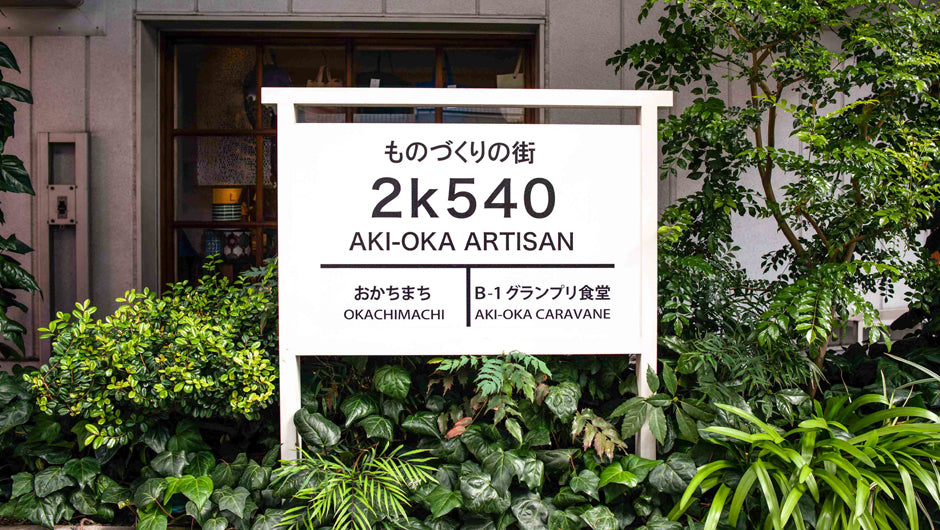 ものづくりの街
2k540
AKI-OKA ARTISAN
おかちまち
OKACHIMACHI
B-1グランプリ食堂
AKI-OKA CARAVANE